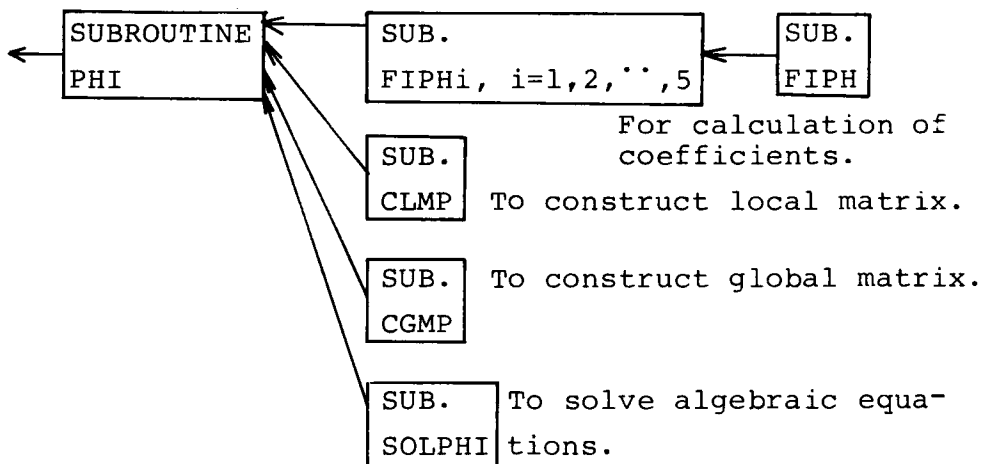 SUBROUTINE
PHI
SUB.
FIPHi, i=1,2,··,5
SUB.
FIPH
For calculation of
coefficients.
SUB.
CLMP
To construct local matrix.
SUB.
CGMP
To construct global matrix.
SUB.
SOLPHI
To solve algebraic equa-
tions.